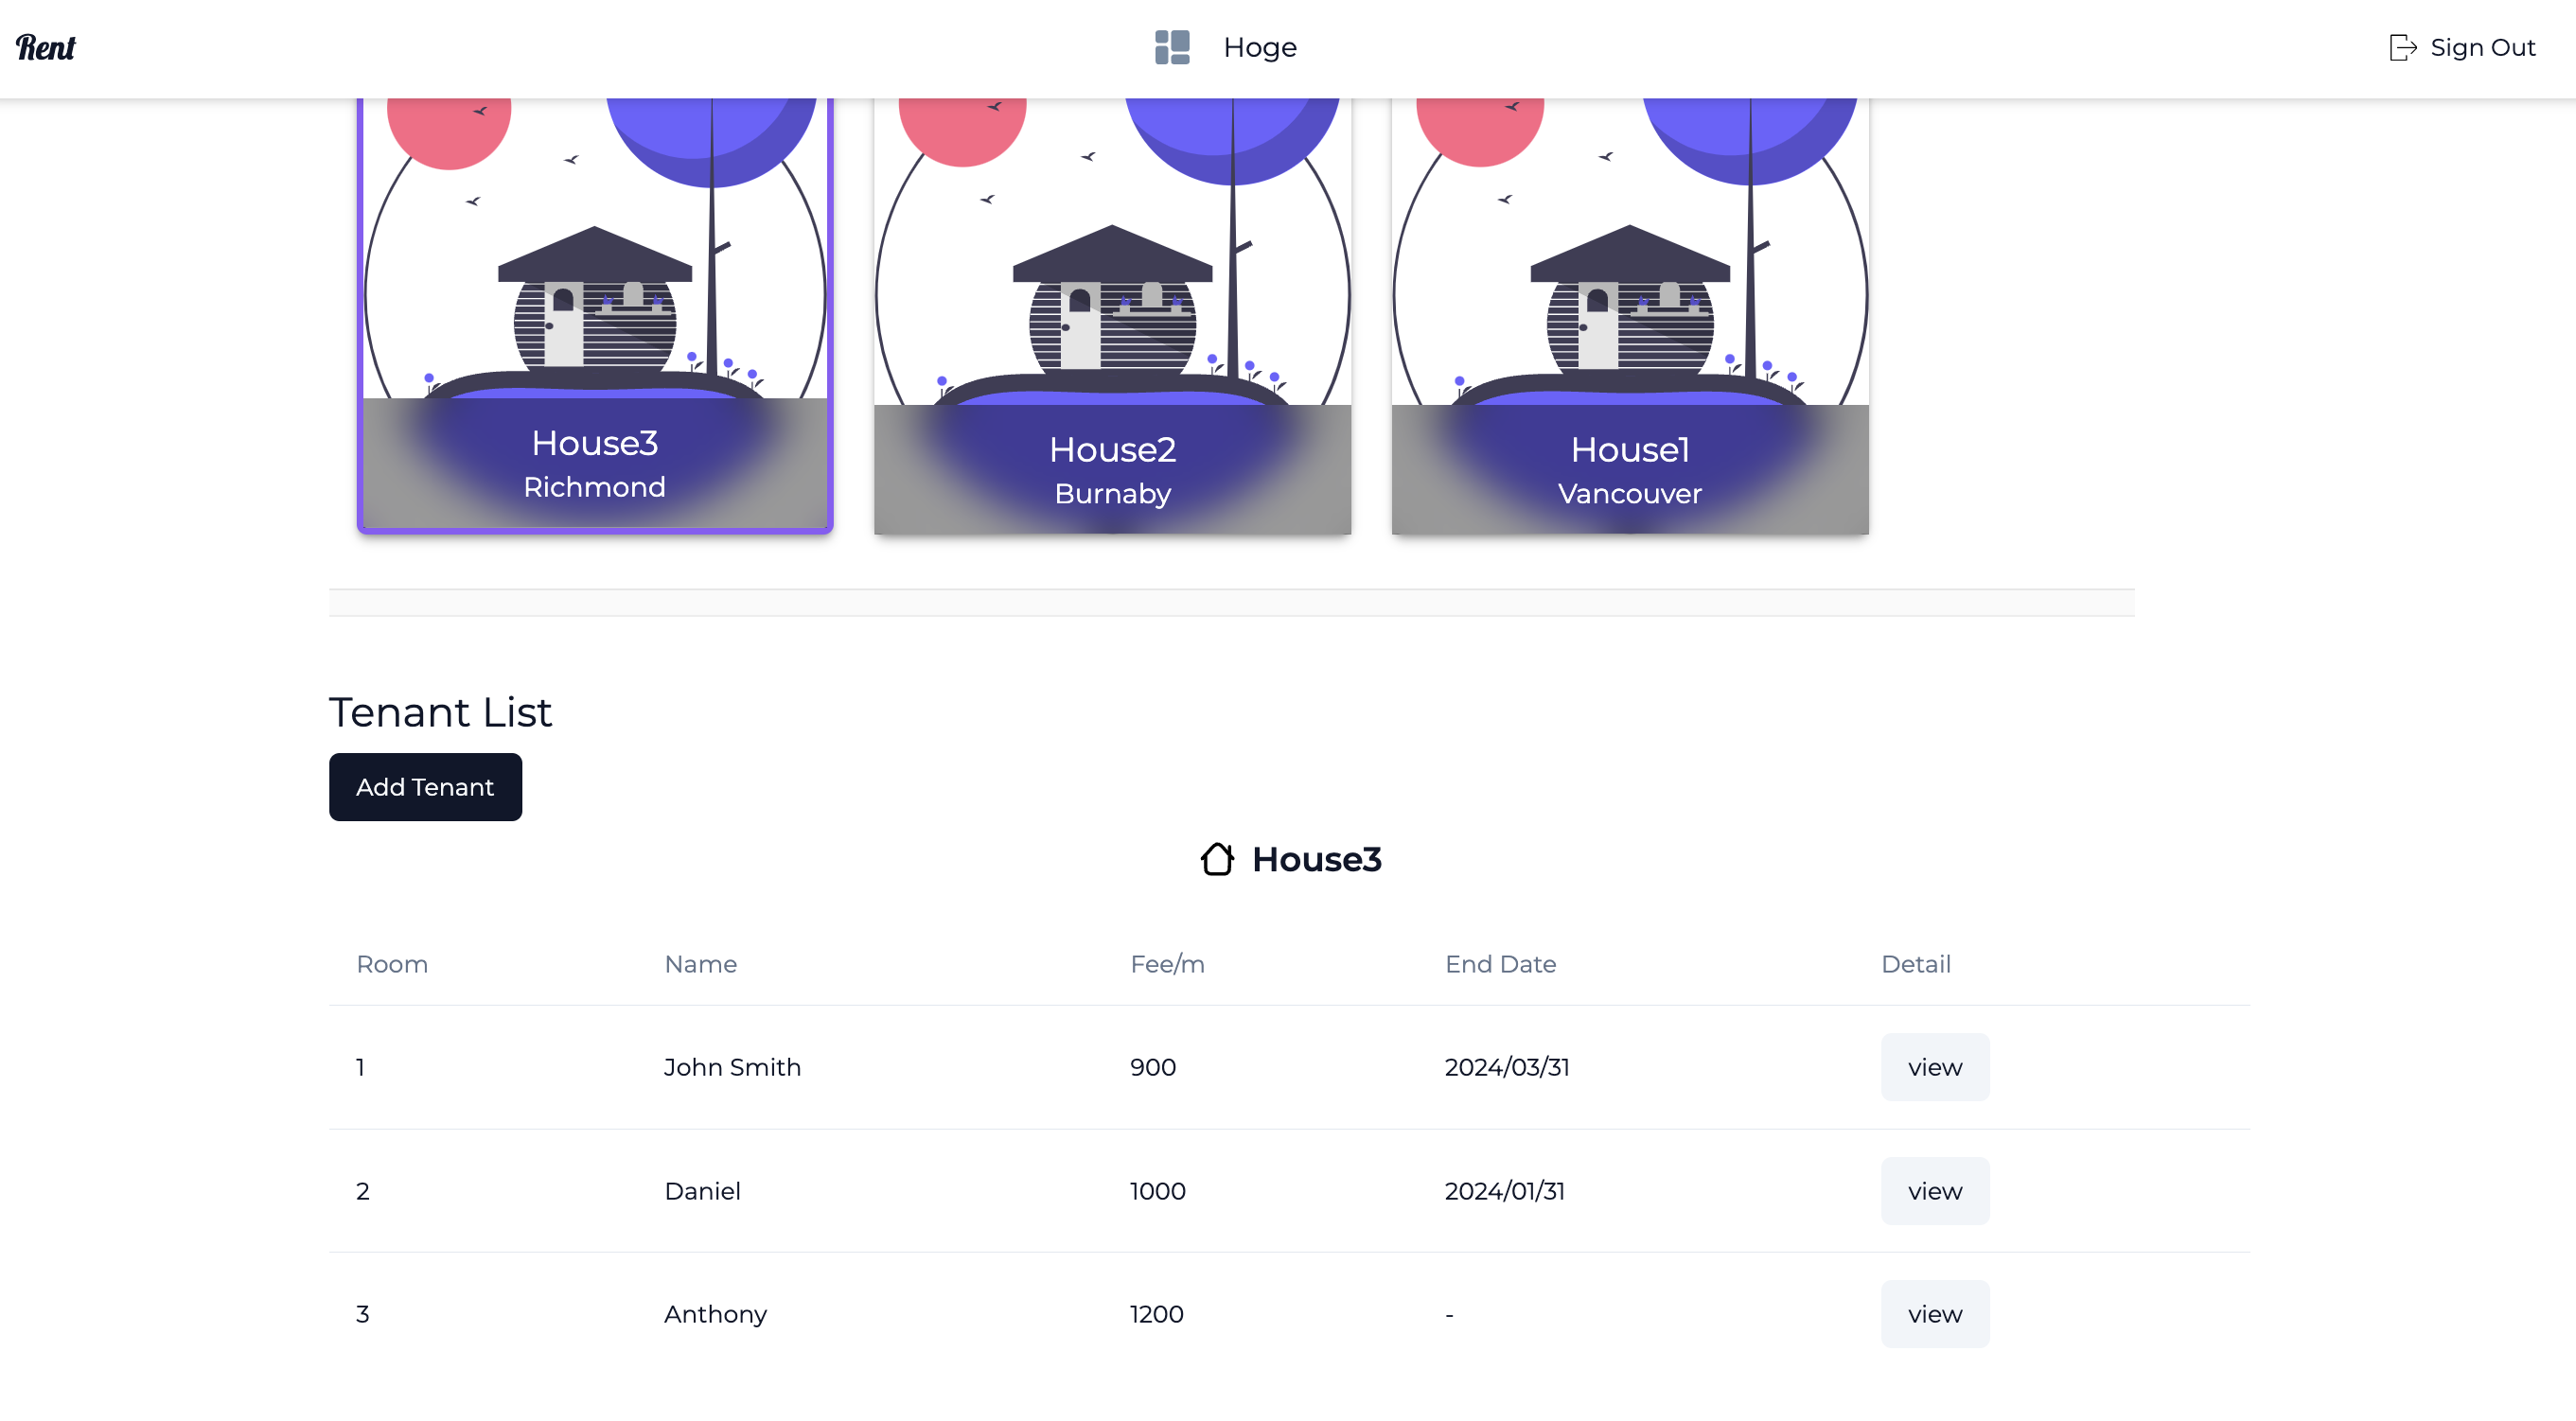 Rent
Hoge
Sign Out
House3
Richmond
House2
Burnaby
House1
Vancouver
Tenant List
Add Tenant
House3
Room Name Fee/m End Date Detail
1 John Smith 900 2024/03/31 view
2 Daniel 1000 2024/01/31 view
3 Anthony 1200 - view